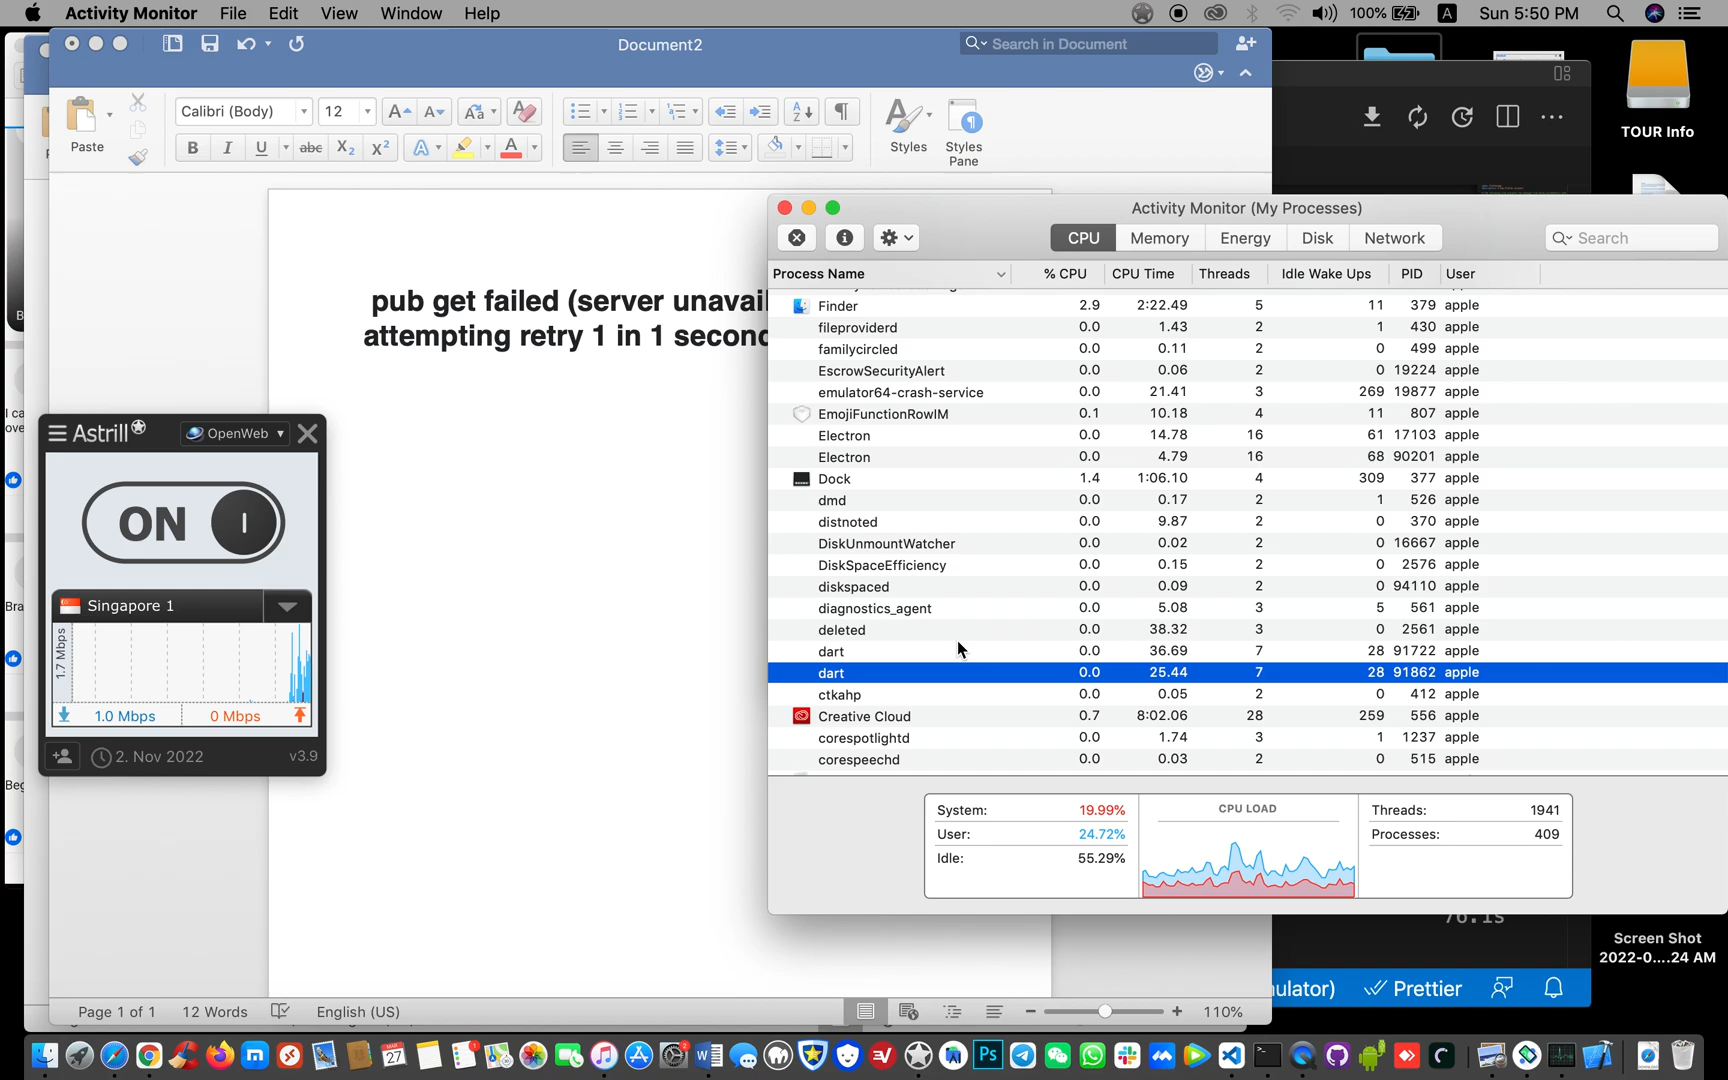 Activity Monitor File Edit View Window Help
100% A Sun 5:50 PM
Document2
Search in Document
Calibri (Body) 12
Paste
B I U abc X₂ X²
Styles
Styles Pane
TOUR Info
pub get failed (server unavail
attempting retry 1 in 1 second
Activity Monitor (My Processes)
CPU Memory Energy Disk Network
Search
Process Name % CPU CPU Time Threads Idle Wake Ups PID User
Finder 2.9 2:22.49 5 11 379 apple
fileproviderd 0.0 1.43 2 1 430 apple
familycircled 0.0 0.11 2 0 499 apple
EscrowSecurityAlert 0.0 0.06 2 0 19224 apple
emulator64-crash-service 0.0 21.41 3 269 19877 apple
EmojiFunctionRowIM 0.1 10.18 4 11 807 apple
Electron 0.0 14.78 16 61 17103 apple
Electron 0.0 4.79 16 68 90201 apple
Dock 1.4 1:06.10 4 309 377 apple
dmd 0.0 0.17 2 1 526 apple
distnoted 0.0 9.87 2 0 370 apple
DiskUnmountWatcher 0.0 0.02 2 0 16667 apple
DiskSpaceEfficiency 0.0 0.15 2 0 2576 apple
diskspaced 0.0 0.09 2 0 94110 apple
diagnostics_agent 0.0 5.08 3 5 561 apple
deleted 0.0 38.32 3 0 2561 apple
dart 0.0 36.69 7 28 91722 apple
dart 0.0 25.44 7 28 91862 apple
ctkahp 0.0 0.05 2 0 412 apple
Creative Cloud 0.7 8:02.06 28 259 556 apple
corespotlightd 0.0 1.74 3 1 1237 apple
corespeechd 0.0 0.03 2 0 515 apple
System: 19.99%
User: 24.72%
Idle: 55.29%
CPU LOAD
Threads: 1941
Processes: 409
Astrill OpenWeb
ON
Singapore 1
1.7 Mbps
1.0 Mbps 0 Mbps
2. Nov 2022 v3.9
I ca
ove
Bra
Beg
76.1s
Screen Shot
2022-0....24 AM
ulator) Prettier
Page 1 of 1 12 Words English (US) 110%
MAR
27
Ps